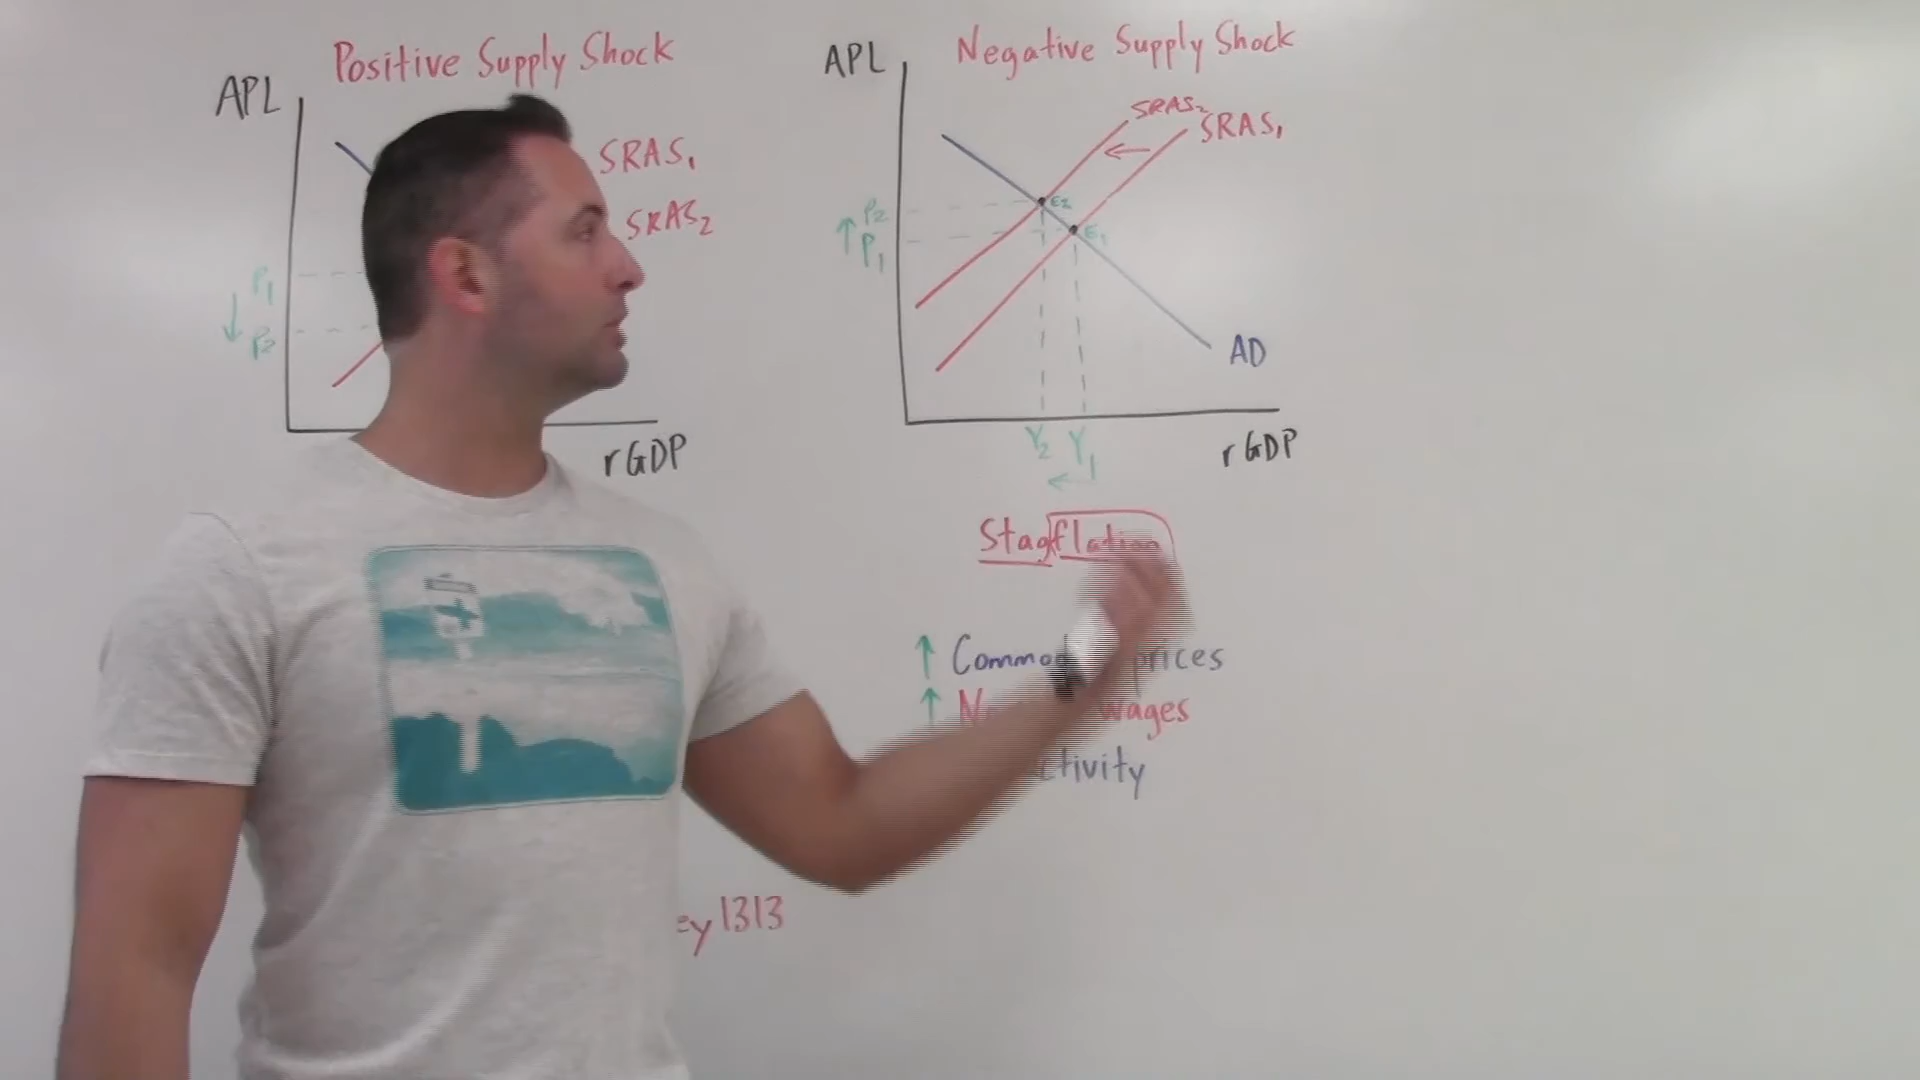 Positive Supply Shock
APL
SRAS₁
SRAS₂
P₁
P₂
rGDP
Negative Supply Shock
APL
SRAS₂
SRAS₁
E₂
E₁
P₂
P₁
AD
Y₂ Y₁
rGDP
Stagflation
prices
wages
1313